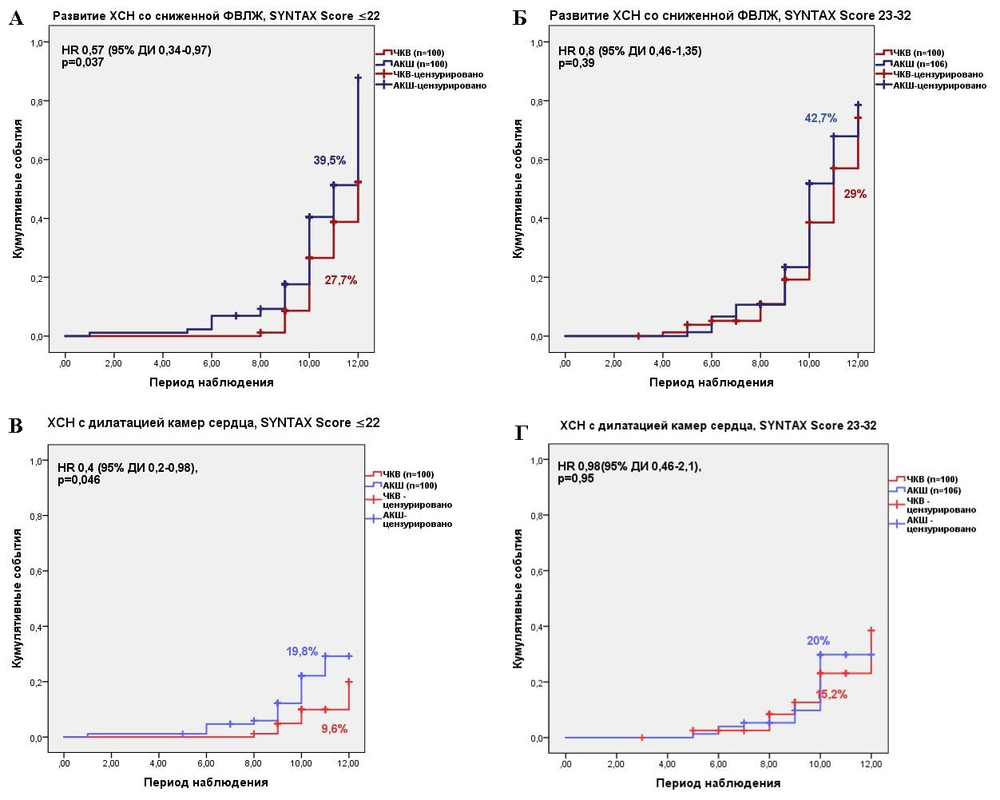 А
Развитие ХСН со сниженной ФВЛЖ, SYNTAX Score ≤22
HR 0,57 (95% ДИ 0,34-0,97)
p=0,037
ЧКВ (n=100)
АКШ (n=100)
ЧКВ-цензурировано
АКШ-цензурировано
Кумулятивные события
1,0
0,8
0,6
0,4
0,2
0,0
39,5%
27,7%
,00 2,00 4,00 6,00 8,00 10,00 12,00
Период наблюдения
Б
Развитие ХСН со сниженной ФВЛЖ, SYNTAX Score 23-32
HR 0,8 (95% ДИ 0,46-1,35)
p=0,39
ЧКВ (n=100)
АКШ (n=106)
ЧКВ-цензурировано
АКШ-цензурировано
Кумулятивные события
1,0
0,8
0,6
0,4
0,2
0,0
42,7%
29%
,00 2,00 4,00 6,00 8,00 10,00 12,00
Период наблюдения
В
ХСН с дилатацией камер сердца, SYNTAX Score ≤22
HR 0,4 (95% ДИ 0,2-0,98),
p=0,046
ЧКВ (n=100)
АКШ (n=100)
ЧКВ -
цензурировано
АКШ-
цензурировано
Кумулятивные события
1,0
0,8
0,6
0,4
0,2
0,0
19,8%
9,6%
,00 2,00 4,00 6,00 8,00 10,00 12,00
Период наблюдения
Г
ХСН с дилатацией камер сердца, SYNTAX Score 23-32
HR 0,98(95% ДИ 0,46-2,1),
p=0,95
ЧКВ (n=100)
АКШ (n=106)
ЧКВ -
цензурировано
АКШ -
цензурировано
Кумулятивные события
1,0
0,8
0,6
0,4
0,2
0,0
20%
15,2%
,00 2,00 4,00 6,00 8,00 10,00 12,00
Период наблюдения